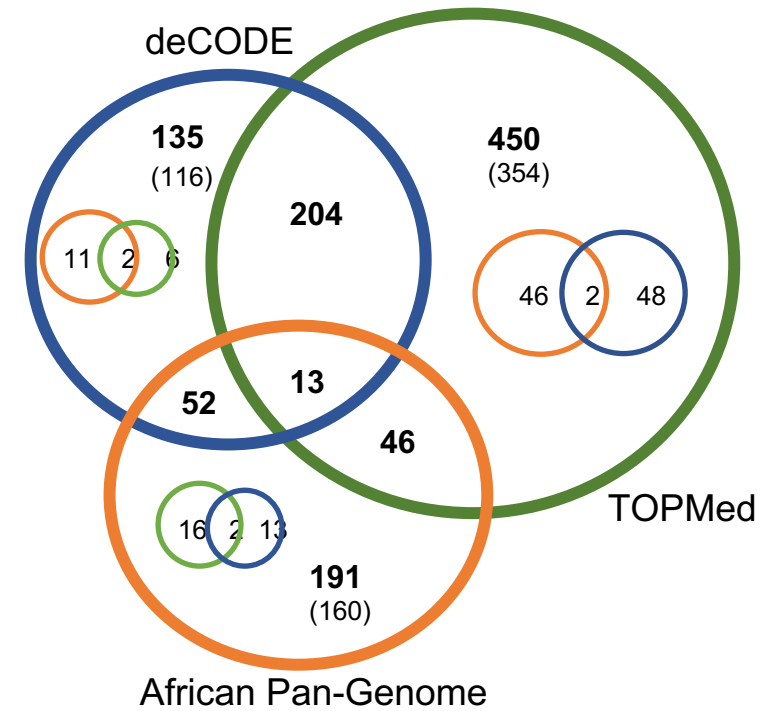 deCODE
135
(116)
450
(354)
204
11 2 6
46 2 48
13
52
46
TOPMed
16 2 13
191
(160)
African Pan-Genome